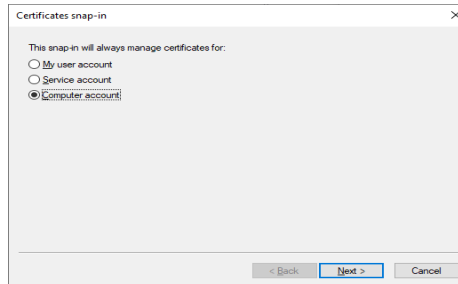 Certificates snap-in
This snap-in will always manage certificates for:
My user account
Service account
Computer account
< Back
Next >
Cancel